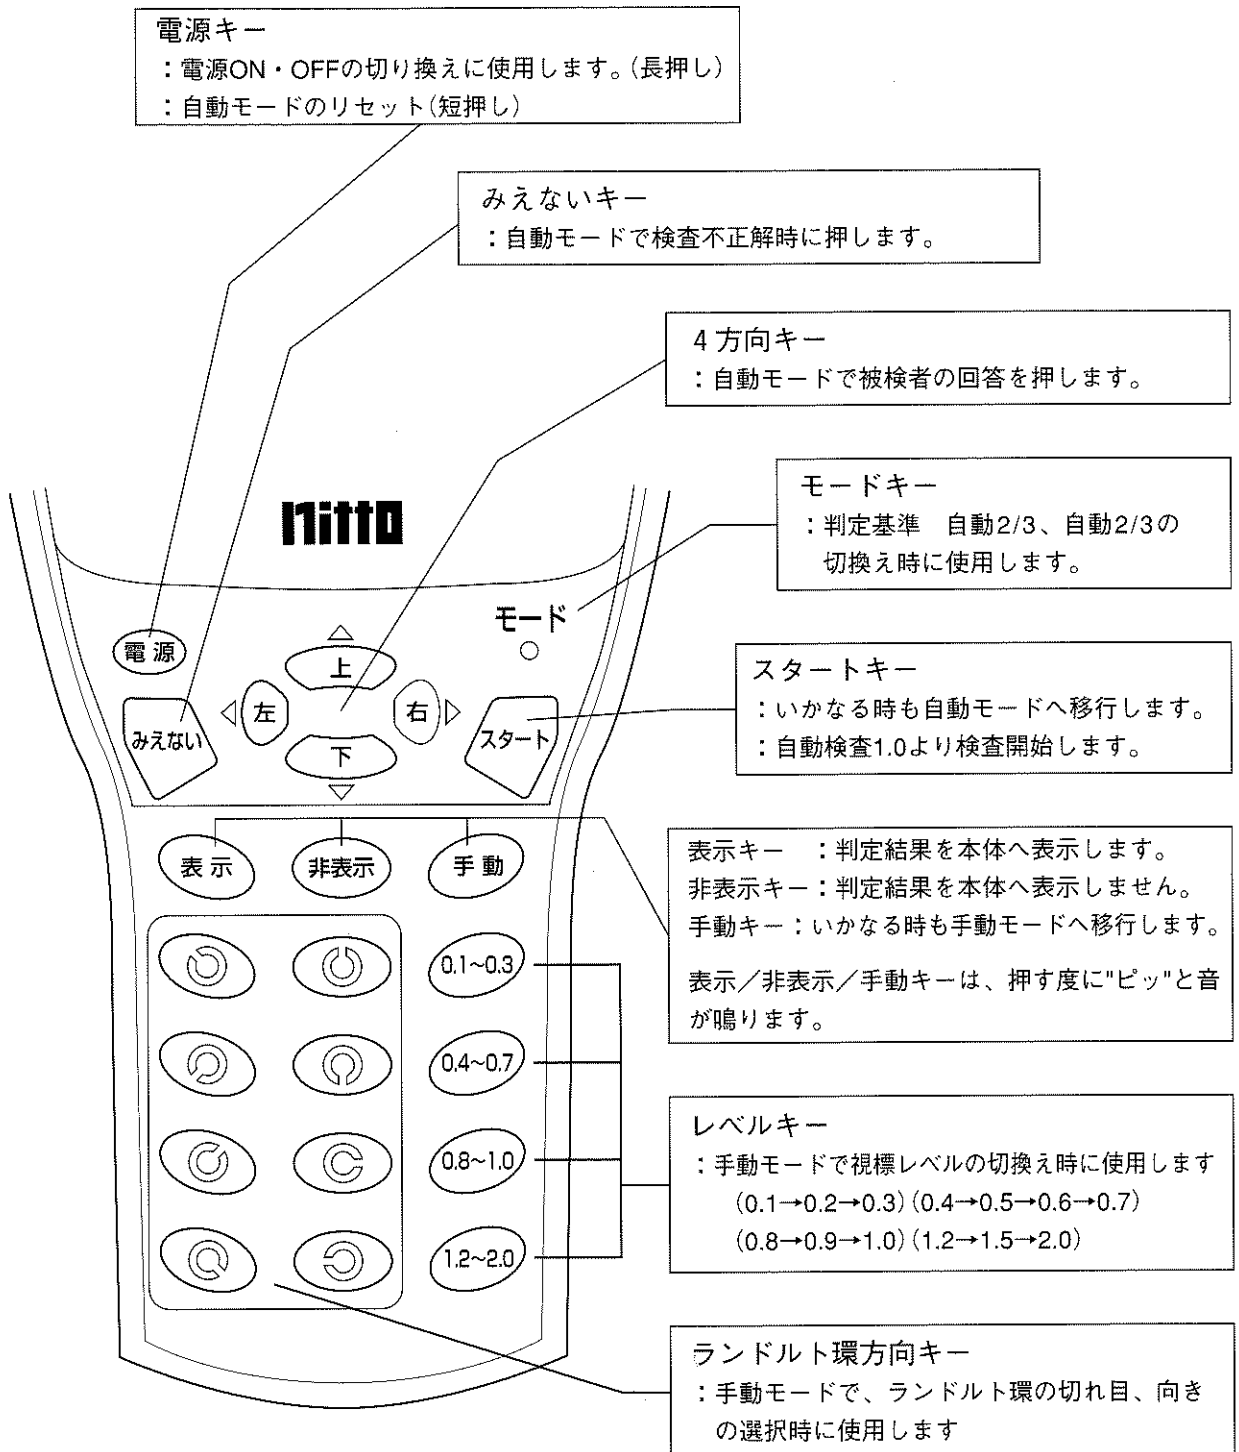 電源キー
：電源ON・OFFの切り換えに使用します。(長押し)
：自動モードのリセット(短押し)
みえないキー
：自動モードで検査不正解時に押します。
4方向キー
：自動モードで被検者の回答を押します。
モードキー
：判定基準　自動2/3、自動2/3の
切換え時に使用します。
スタートキー
：いかなる時も自動モードへ移行します。
：自動検査1.0より検査開始します。
表示キー　：判定結果を本体へ表示します。
非表示キー：判定結果を本体へ表示しません。
手動キー：いかなる時も手動モードへ移行します。
表示／非表示／手動キーは、押す度に"ピッ"と音
が鳴ります。
レベルキー
：手動モードで視標レベルの切換え時に使用します
(0.1→0.2→0.3)(0.4→0.5→0.6→0.7)
(0.8→0.9→1.0)(1.2→1.5→2.0)
ランドルト環方向キー
：手動モードで、ランドルト環の切れ目、向き
の選択時に使用します
nitto
モード
電源
上
左
右
みえない
スタート
下
表示
非表示
手動
0.1~0.3
0.4~0.7
0.8~1.0
1.2~2.0